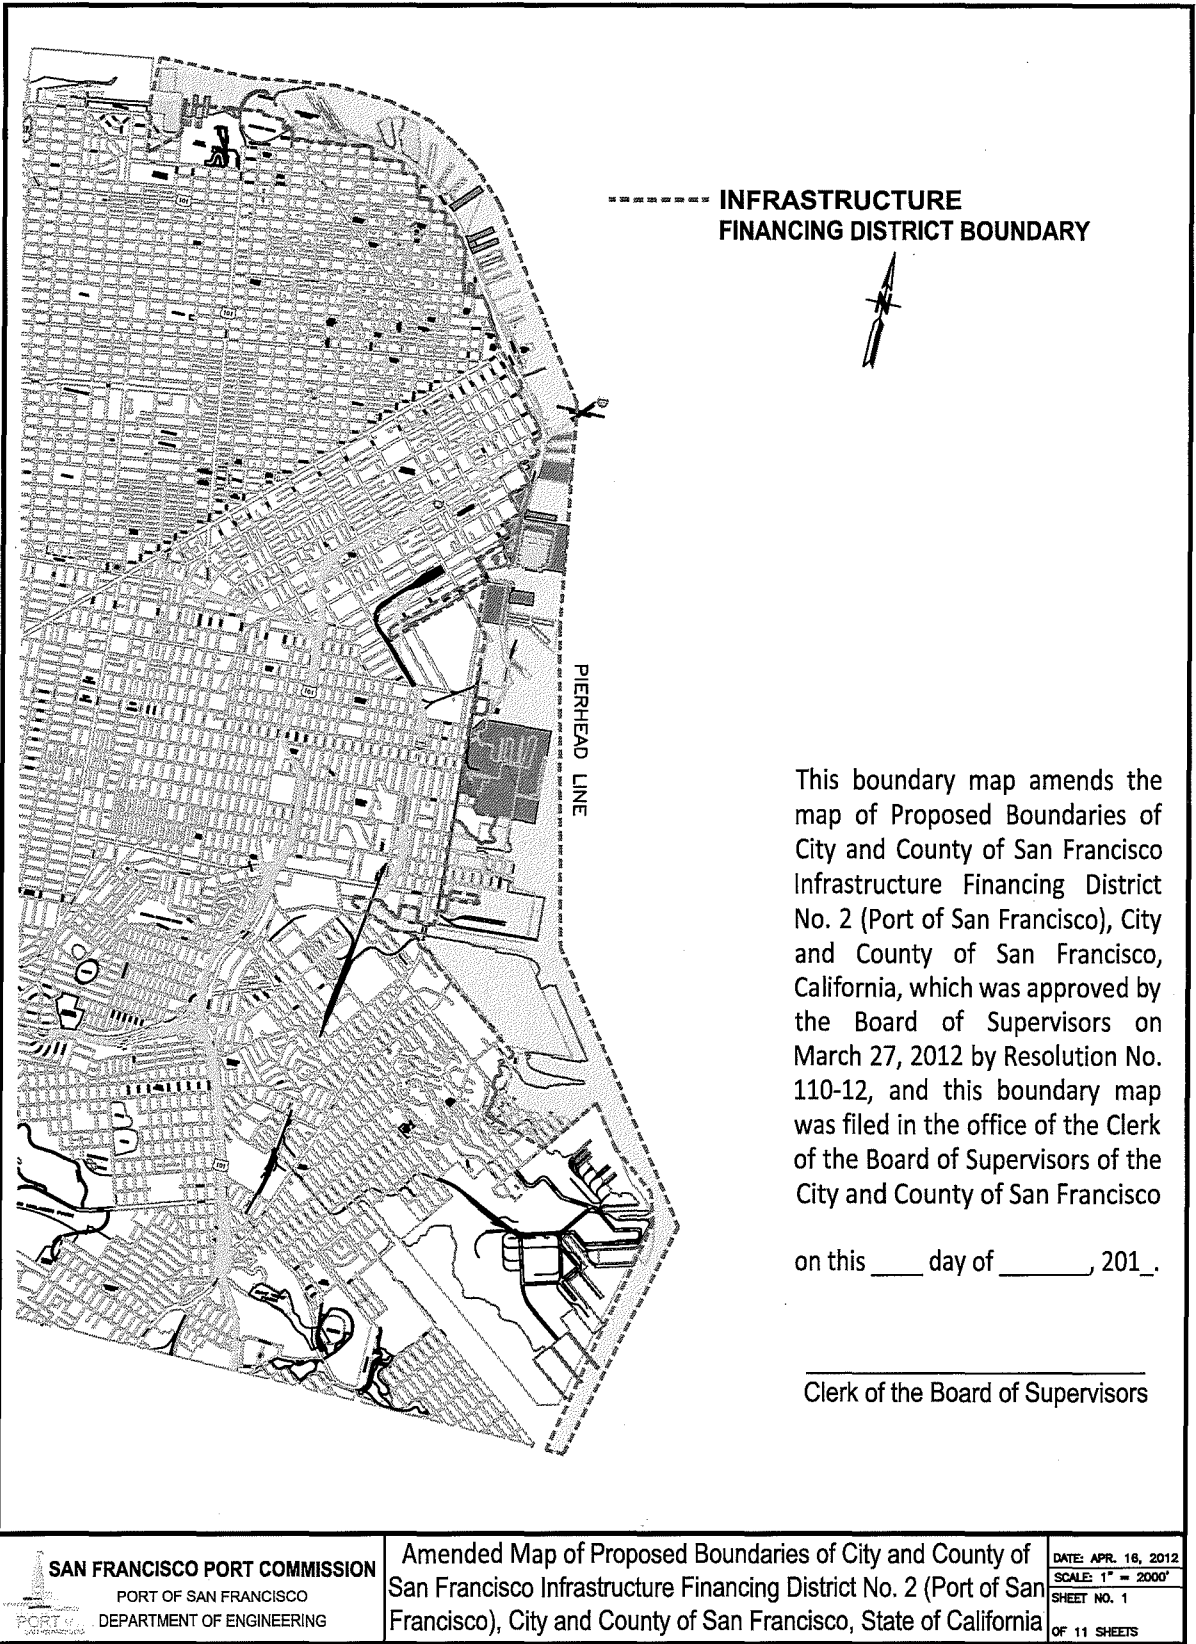 INFRASTRUCTURE
FINANCING DISTRICT BOUNDARY
N
101
101
101
101
PIERHEAD LINE
This boundary map amends the
map of Proposed Boundaries of
City and County of San Francisco
Infrastructure Financing District
No. 2 (Port of San Francisco), City
and County of San Francisco,
California, which was approved by
the Board of Supervisors on
March 27, 2012 by Resolution No.
110-12, and this boundary map
was filed in the office of the Clerk
of the Board of Supervisors of the
City and County of San Francisco
on this ____ day of _______, 201_.
Clerk of the Board of Supervisors
SAN FRANCISCO PORT COMMISSION
PORT OF SAN FRANCISCO
DEPARTMENT OF ENGINEERING
PORT
Amended Map of Proposed Boundaries of City and County of
San Francisco Infrastructure Financing District No. 2 (Port of San
Francisco), City and County of San Francisco, State of California
DATE: APR. 16, 2012
SCALE: 1" = 2000'
SHEET NO. 1
OF 11 SHEETS